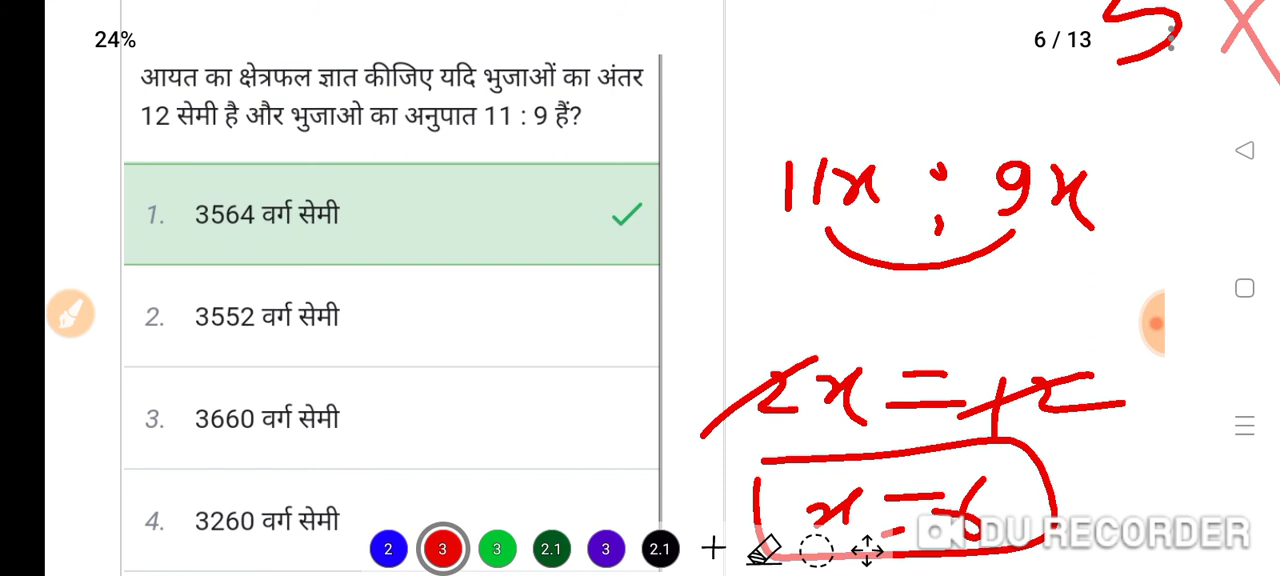 24%
6 / 13
5
आयत का क्षेत्रफल ज्ञात कीजिए यदि भुजाओं का अंतर
12 सेमी है और भुजाओ का अनुपात 11 : 9 हैं?
1. 3564 वर्ग सेमी
2. 3552 वर्ग सेमी
3. 3660 वर्ग सेमी
4. 3260 वर्ग सेमी
11x : 9x
2x = 12
x = 6
2 3 3 2.1 3 2.1
DU RECORDER